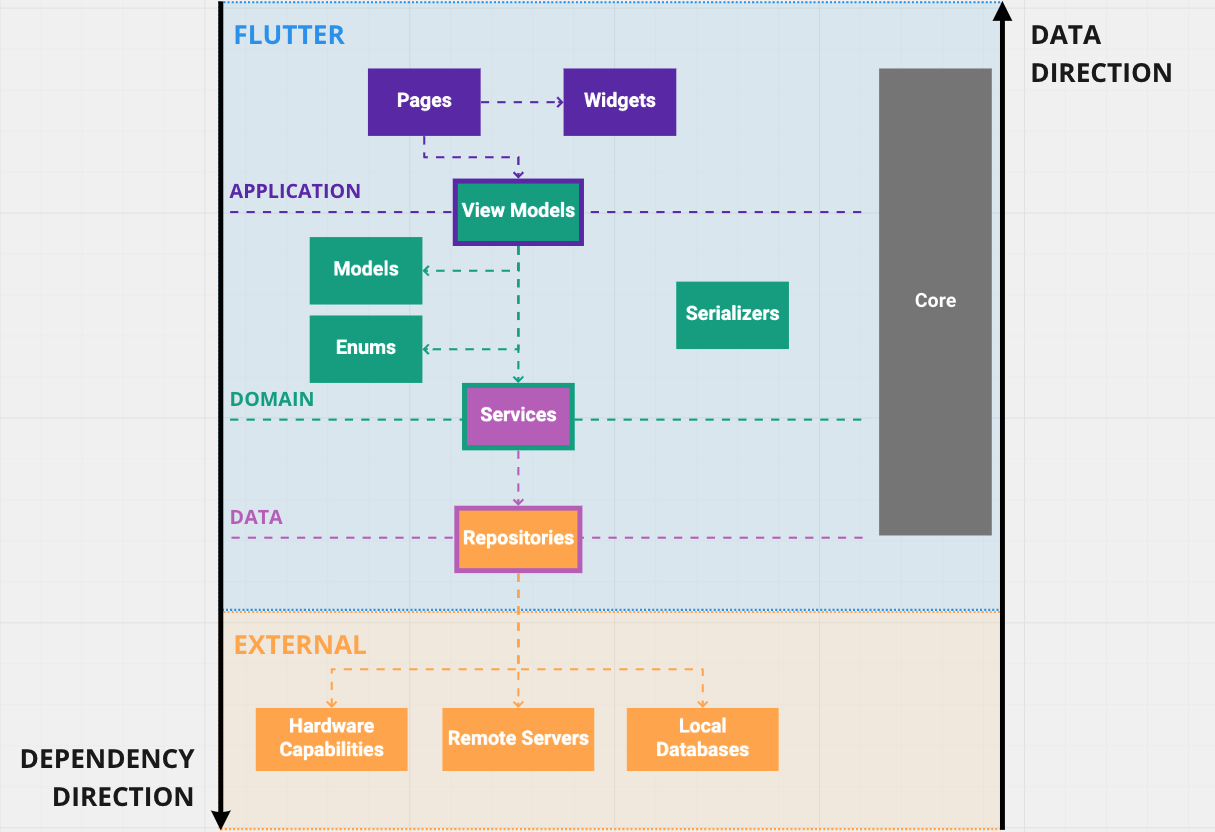 FLUTTER
DATA
DIRECTION
Pages
Widgets
APPLICATION
View Models
Models
Serializers
Core
Enums
DOMAIN
Services
DATA
Repositories
EXTERNAL
Hardware
Capabilities
Remote Servers
Local
Databases
DEPENDENCY
DIRECTION